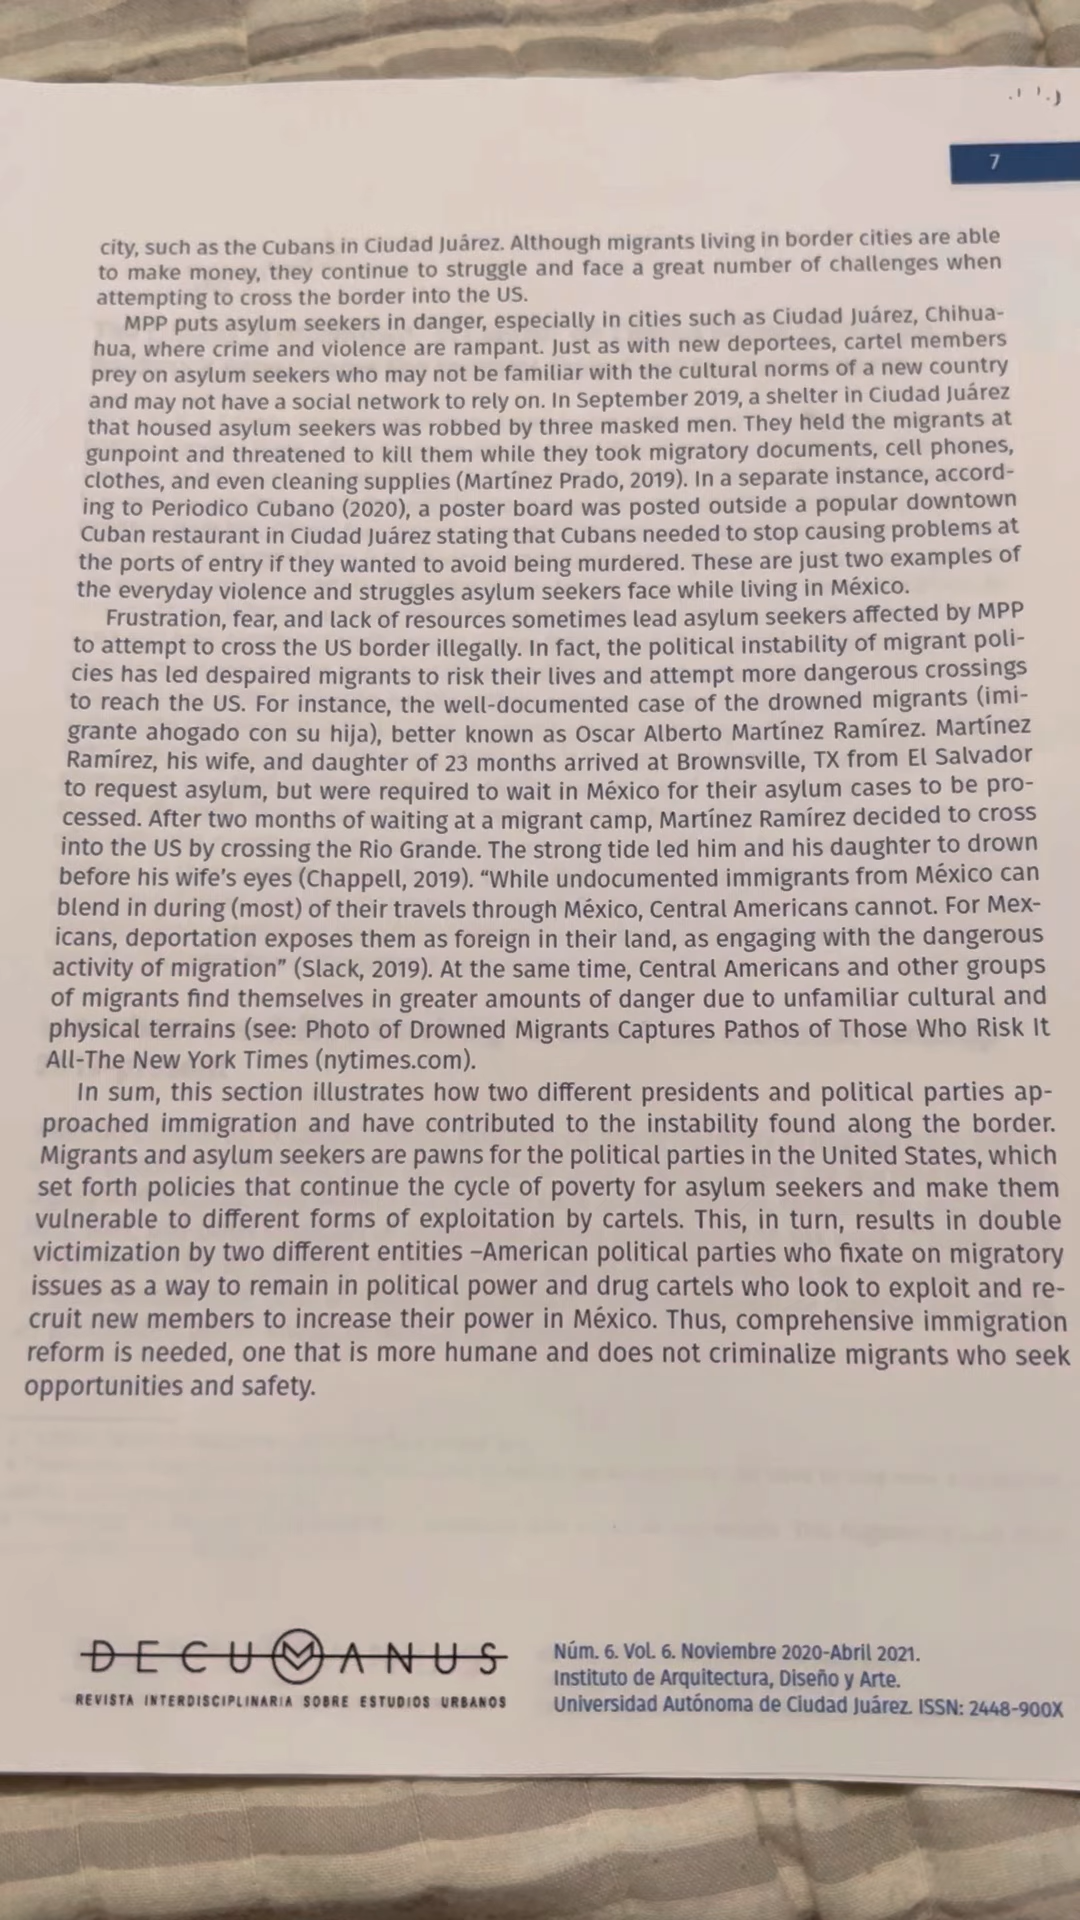 7
city, such as the Cubans in Ciudad Juárez. Although migrants living in border cities are able
to make money, they continue to struggle and face a great number of challenges when
attempting to cross the border into the US.
MPP puts asylum seekers in danger, especially in cities such as Ciudad Juárez, Chihua-
hua, where crime and violence are rampant. Just as with new deportees, cartel members
prey on asylum seekers who may not be familiar with the cultural norms of a new country
and may not have a social network to rely on. In September 2019, a shelter in Ciudad Juárez
that housed asylum seekers was robbed by three masked men. They held the migrants at
gunpoint and threatened to kill them while they took migratory documents, cell phones,
clothes, and even cleaning supplies (Martínez Prado, 2019). In a separate instance, accord-
ing to Periodico Cubano (2020), a poster board was posted outside a popular downtown
Cuban restaurant in Ciudad Juárez stating that Cubans needed to stop causing problems at
the ports of entry if they wanted to avoid being murdered. These are just two examples of
the everyday violence and struggles asylum seekers face while living in México.
Frustration, fear, and lack of resources sometimes lead asylum seekers affected by MPP
to attempt to cross the US border illegally. In fact, the political instability of migrant poli-
cies has led despaired migrants to risk their lives and attempt more dangerous crossings
to reach the US. For instance, the well-documented case of the drowned migrants (imi-
grante ahogado con su hija), better known as Oscar Alberto Martínez Ramírez. Martínez
Ramírez, his wife, and daughter of 23 months arrived at Brownsville, TX from El Salvador
to request asylum, but were required to wait in México for their asylum cases to be pro-
cessed. After two months of waiting at a migrant camp, Martínez Ramírez decided to cross
into the US by crossing the Rio Grande. The strong tide led him and his daughter to drown
before his wife's eyes (Chappell, 2019). “While undocumented immigrants from México can
blend in during (most) of their travels through México, Central Americans cannot. For Mex-
icans, deportation exposes them as foreign in their land, as engaging with the dangerous
activity of migration” (Slack, 2019). At the same time, Central Americans and other groups
of migrants find themselves in greater amounts of danger due to unfamiliar cultural and
physical terrains (see: Photo of Drowned Migrants Captures Pathos of Those Who Risk It
All-The New York Times (nytimes.com).
In sum, this section illustrates how two different presidents and political parties ap-
proached immigration and have contributed to the instability found along the border.
Migrants and asylum seekers are pawns for the political parties in the United States, which
set forth policies that continue the cycle of poverty for asylum seekers and make them
vulnerable to different forms of exploitation by cartels. This, in turn, results in double
victimization by two different entities –American political parties who fixate on migratory
issues as a way to remain in political power and drug cartels who look to exploit and re-
cruit new members to increase their power in México. Thus, comprehensive immigration
reform is needed, one that is more humane and does not criminalize migrants who seek
opportunities and safety.
DECUMANUS
REVISTA INTERDISCIPLINARIA SOBRE ESTUDIOS URBANOS
Núm. 6. Vol. 6. Noviembre 2020-Abril 2021.
Instituto de Arquitectura, Diseño y Arte.
Universidad Autónoma de Ciudad Juárez. ISSN: 2448-900X